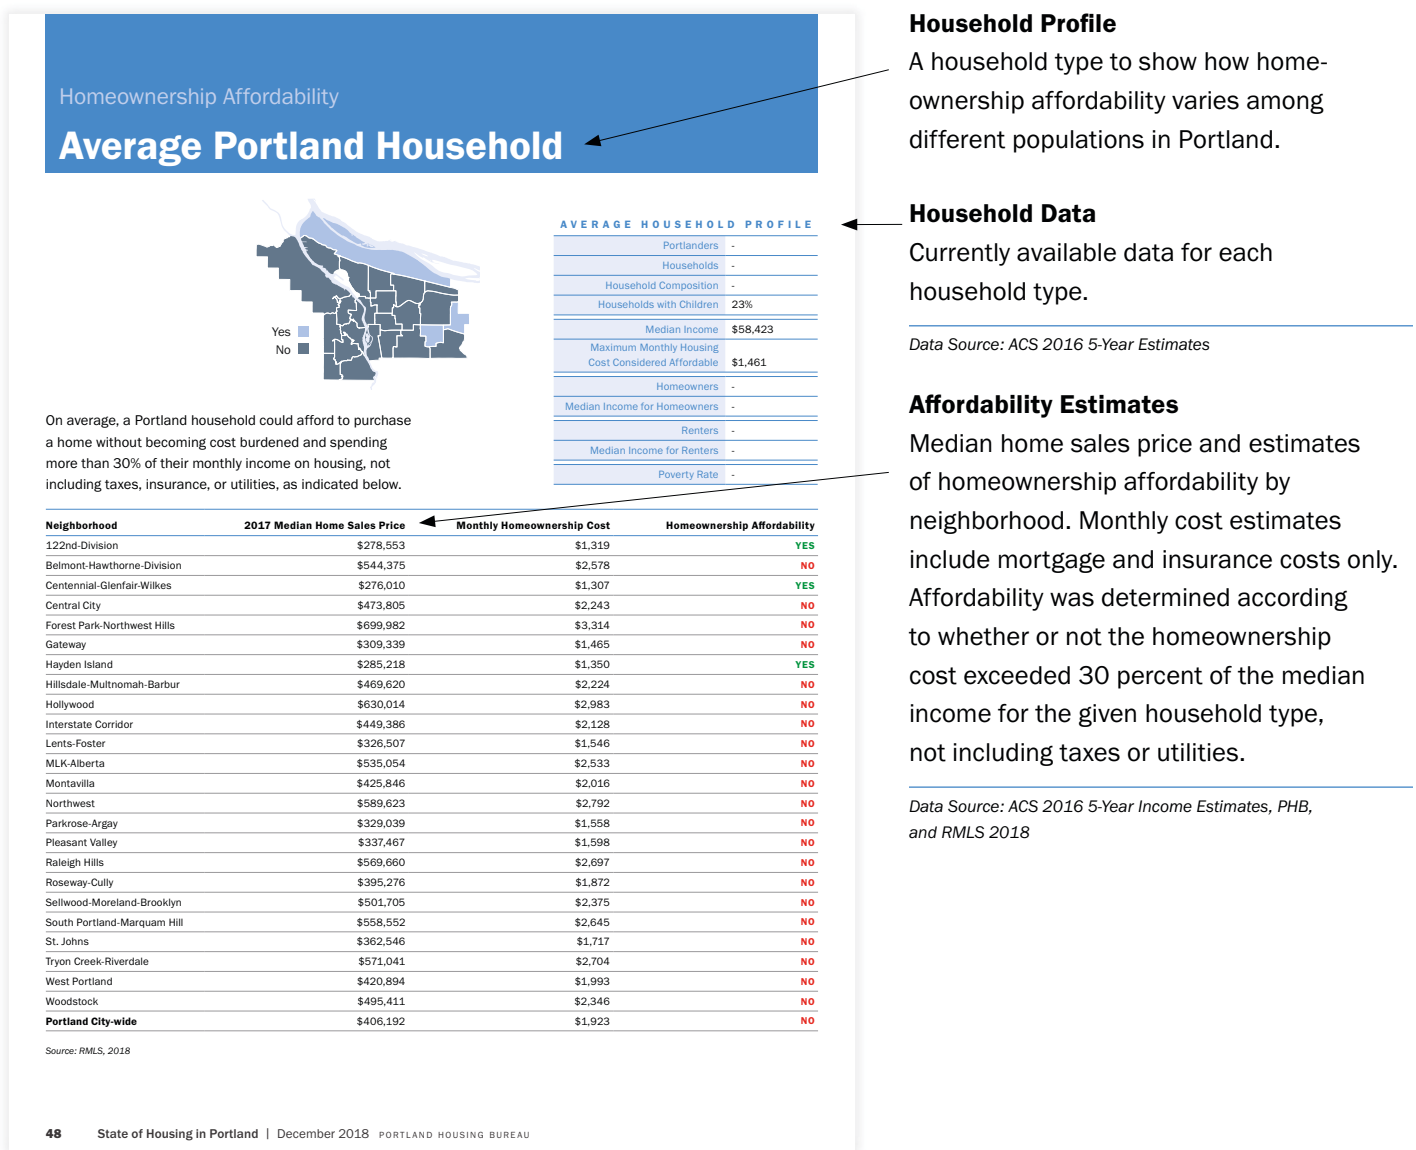 Homeownership Affordability
Average Portland Household
Yes
No
AVERAGE HOUSEHOLD PROFILE
Portlanders -
Households -
Household Composition -
Households with Children 23%
Median Income $58,423
Maximum Monthly Housing
Cost Considered Affordable $1,461
Homeowners -
Median Income for Homeowners -
Renters -
Median Income for Renters -
Poverty Rate -
On average, a Portland household could afford to purchase
a home without becoming cost burdened and spending
more than 30% of their monthly income on housing, not
including taxes, insurance, or utilities, as indicated below.
Neighborhood 2017 Median Home Sales Price Monthly Homeownership Cost Homeownership Affordability
122nd-Division $278,553 $1,319 YES
Belmont-Hawthorne-Division $544,375 $2,578 NO
Centennial-Glenfair-Wilkes $276,010 $1,307 YES
Central City $473,805 $2,243 NO
Forest Park-Northwest Hills $699,982 $3,314 NO
Gateway $309,339 $1,465 NO
Hayden Island $285,218 $1,350 YES
Hillsdale-Multnomah-Barbur $469,620 $2,224 NO
Hollywood $630,014 $2,983 NO
Interstate Corridor $449,386 $2,128 NO
Lents-Foster $326,507 $1,546 NO
MLK-Alberta $535,054 $2,533 NO
Montavilla $425,846 $2,016 NO
Northwest $589,623 $2,792 NO
Parkrose-Argay $329,039 $1,558 NO
Pleasant Valley $337,467 $1,598 NO
Raleigh Hills $569,660 $2,697 NO
Roseway-Cully $395,276 $1,872 NO
Sellwood-Moreland-Brooklyn $501,705 $2,375 NO
South Portland-Marquam Hill $558,552 $2,645 NO
St. Johns $362,546 $1,717 NO
Tryon Creek-Riverdale $571,041 $2,704 NO
West Portland $420,894 $1,993 NO
Woodstock $495,411 $2,346 NO
Portland City-wide $406,192 $1,923 NO
Source: RMLS, 2018
48 State of Housing in Portland | December 2018 PORTLAND HOUSING BUREAU
Household Profile
A household type to show how home-
ownership affordability varies among
different populations in Portland.
Household Data
Currently available data for each
household type.
Data Source: ACS 2016 5-Year Estimates
Affordability Estimates
Median home sales price and estimates
of homeownership affordability by
neighborhood. Monthly cost estimates
include mortgage and insurance costs only.
Affordability was determined according
to whether or not the homeownership
cost exceeded 30 percent of the median
income for the given household type,
not including taxes or utilities.
Data Source: ACS 2016 5-Year Income Estimates, PHB,
and RMLS 2018